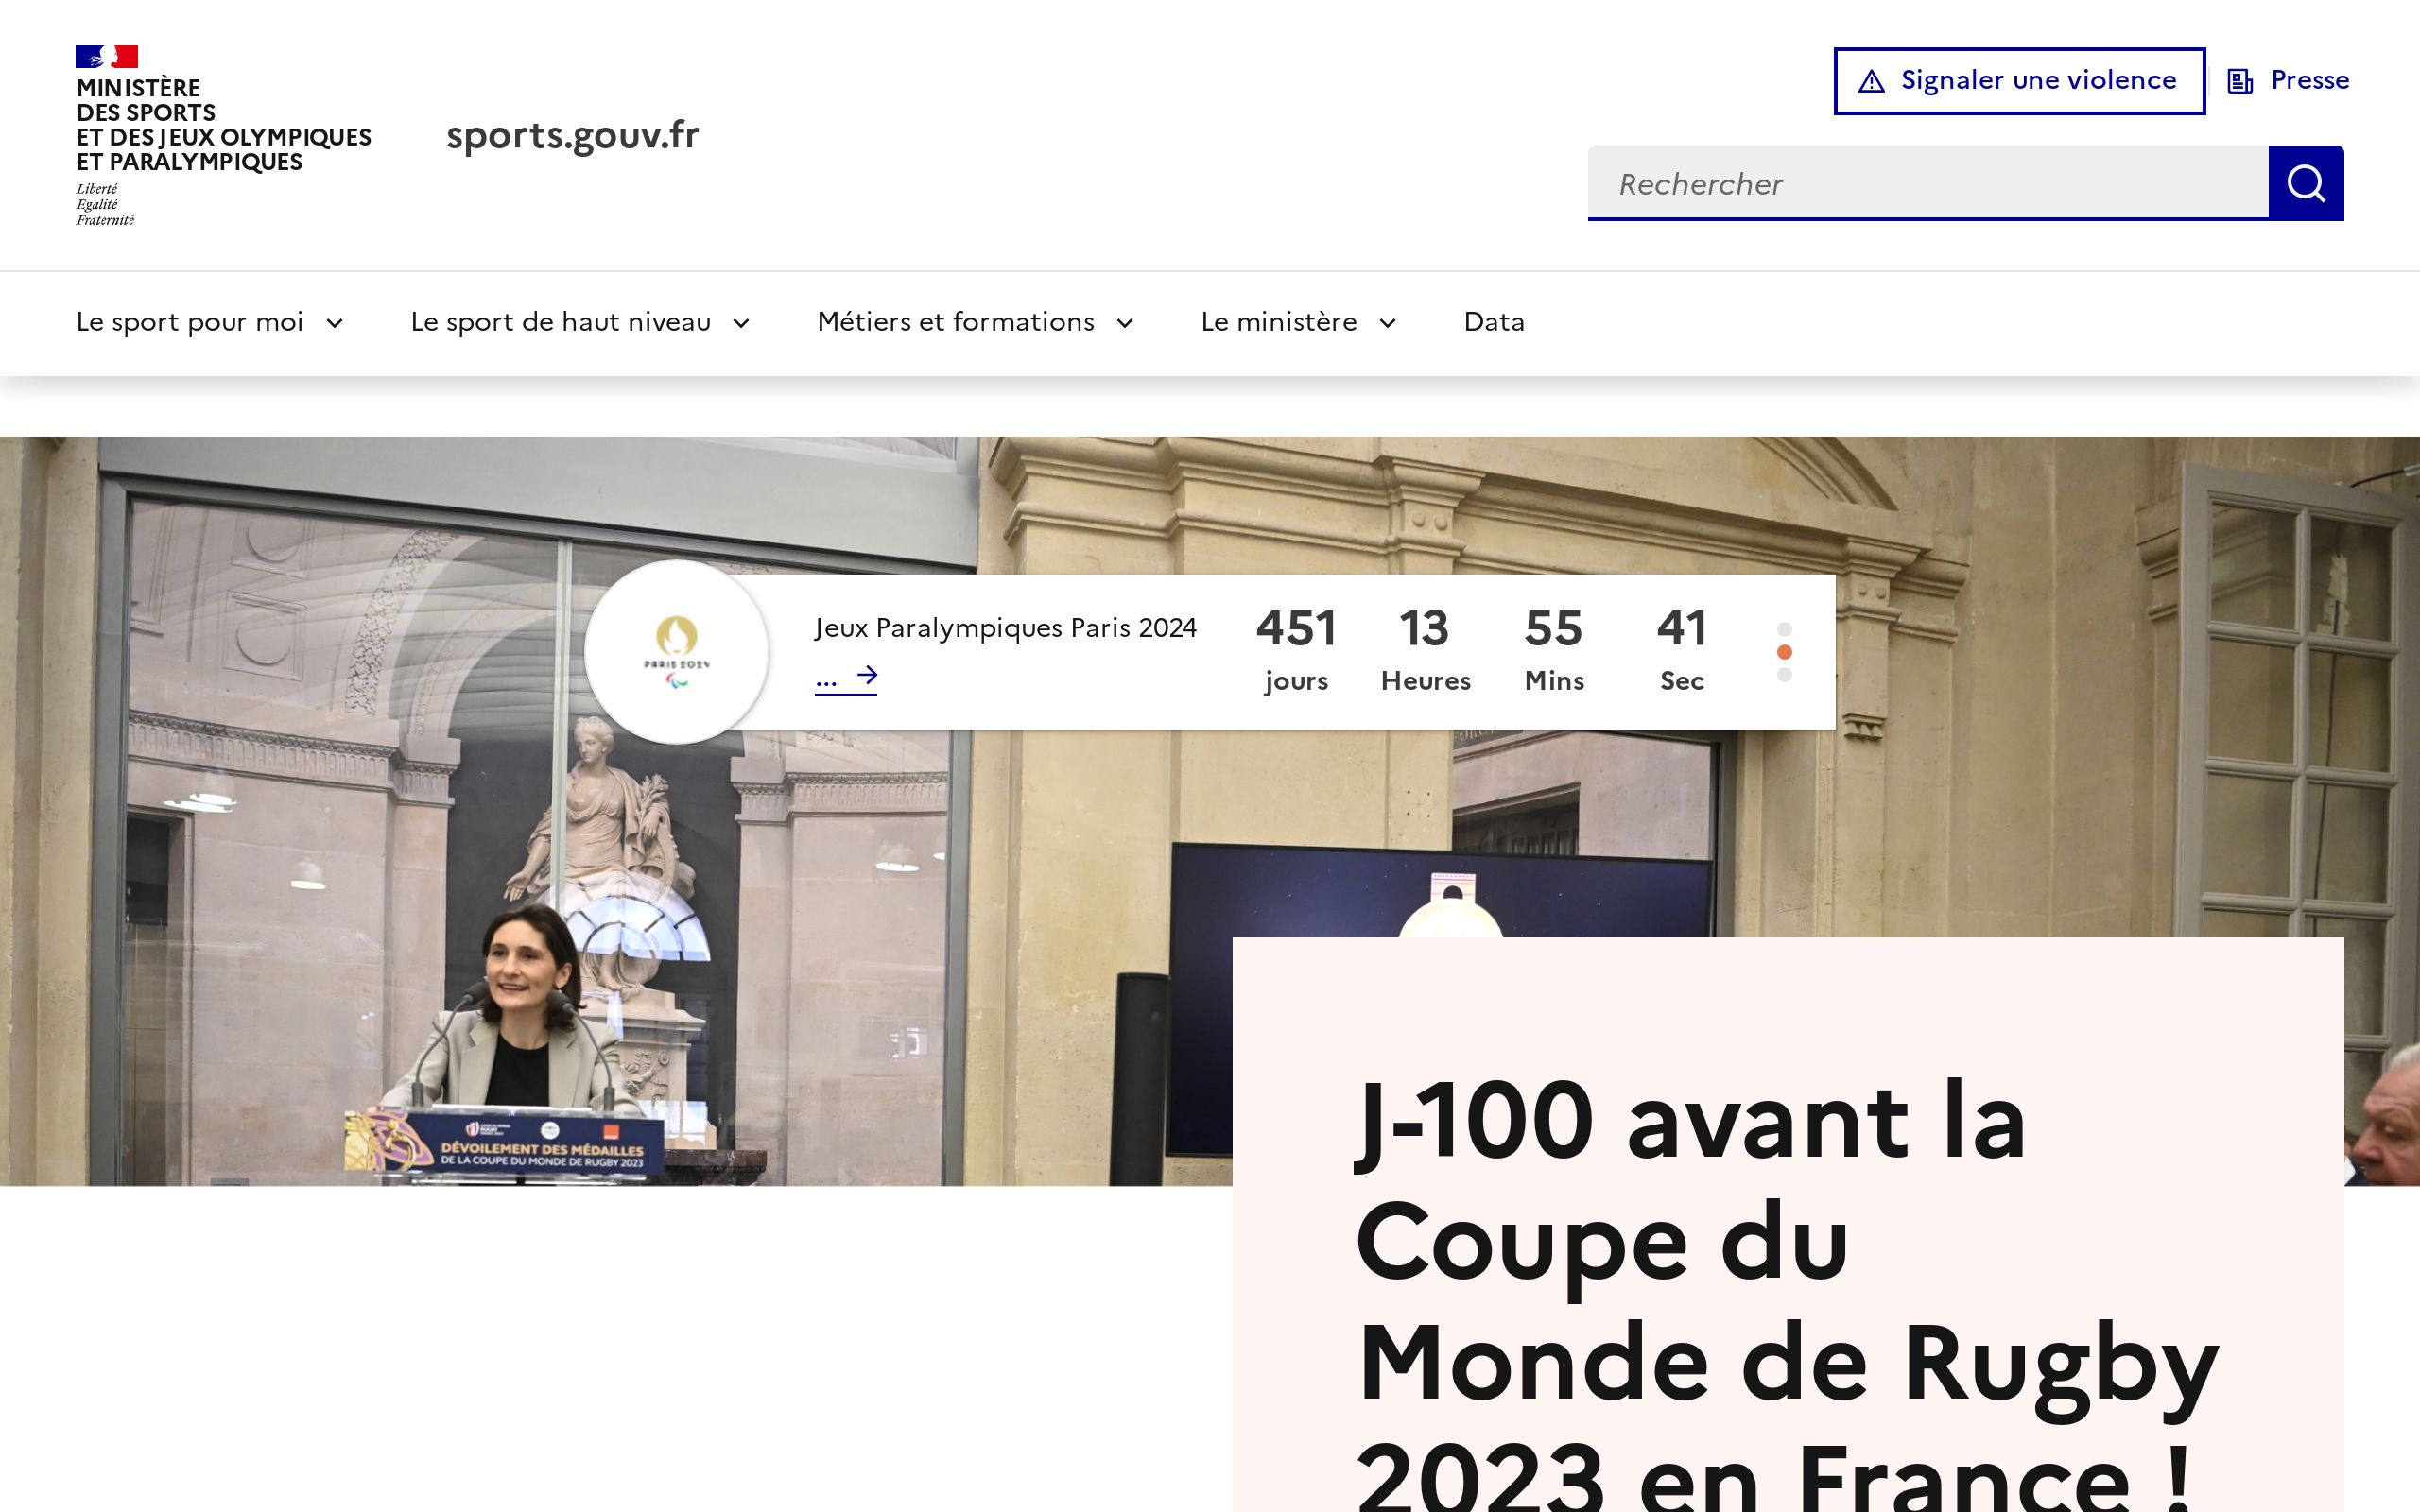 MINISTÈRE
DES SPORTS
ET DES JEUX OLYMPIQUES
ET PARALYMPIQUES
Liberté
Égalité
Fraternité
sports.gouv.fr
Signaler une violence
Presse
Rechercher
Le sport pour moi
Le sport de haut niveau
Métiers et formations
Le ministère
Data
PARIS 2024
Jeux Paralympiques Paris 2024
...
451 13 55 41
jours Heures Mins Sec
DÉVOILEMENT DES MÉDAILLES
DE LA COUPE DU MONDE DE RUGBY 2023
J-100 avant la
Coupe du
Monde de Rugby
2023 en France !